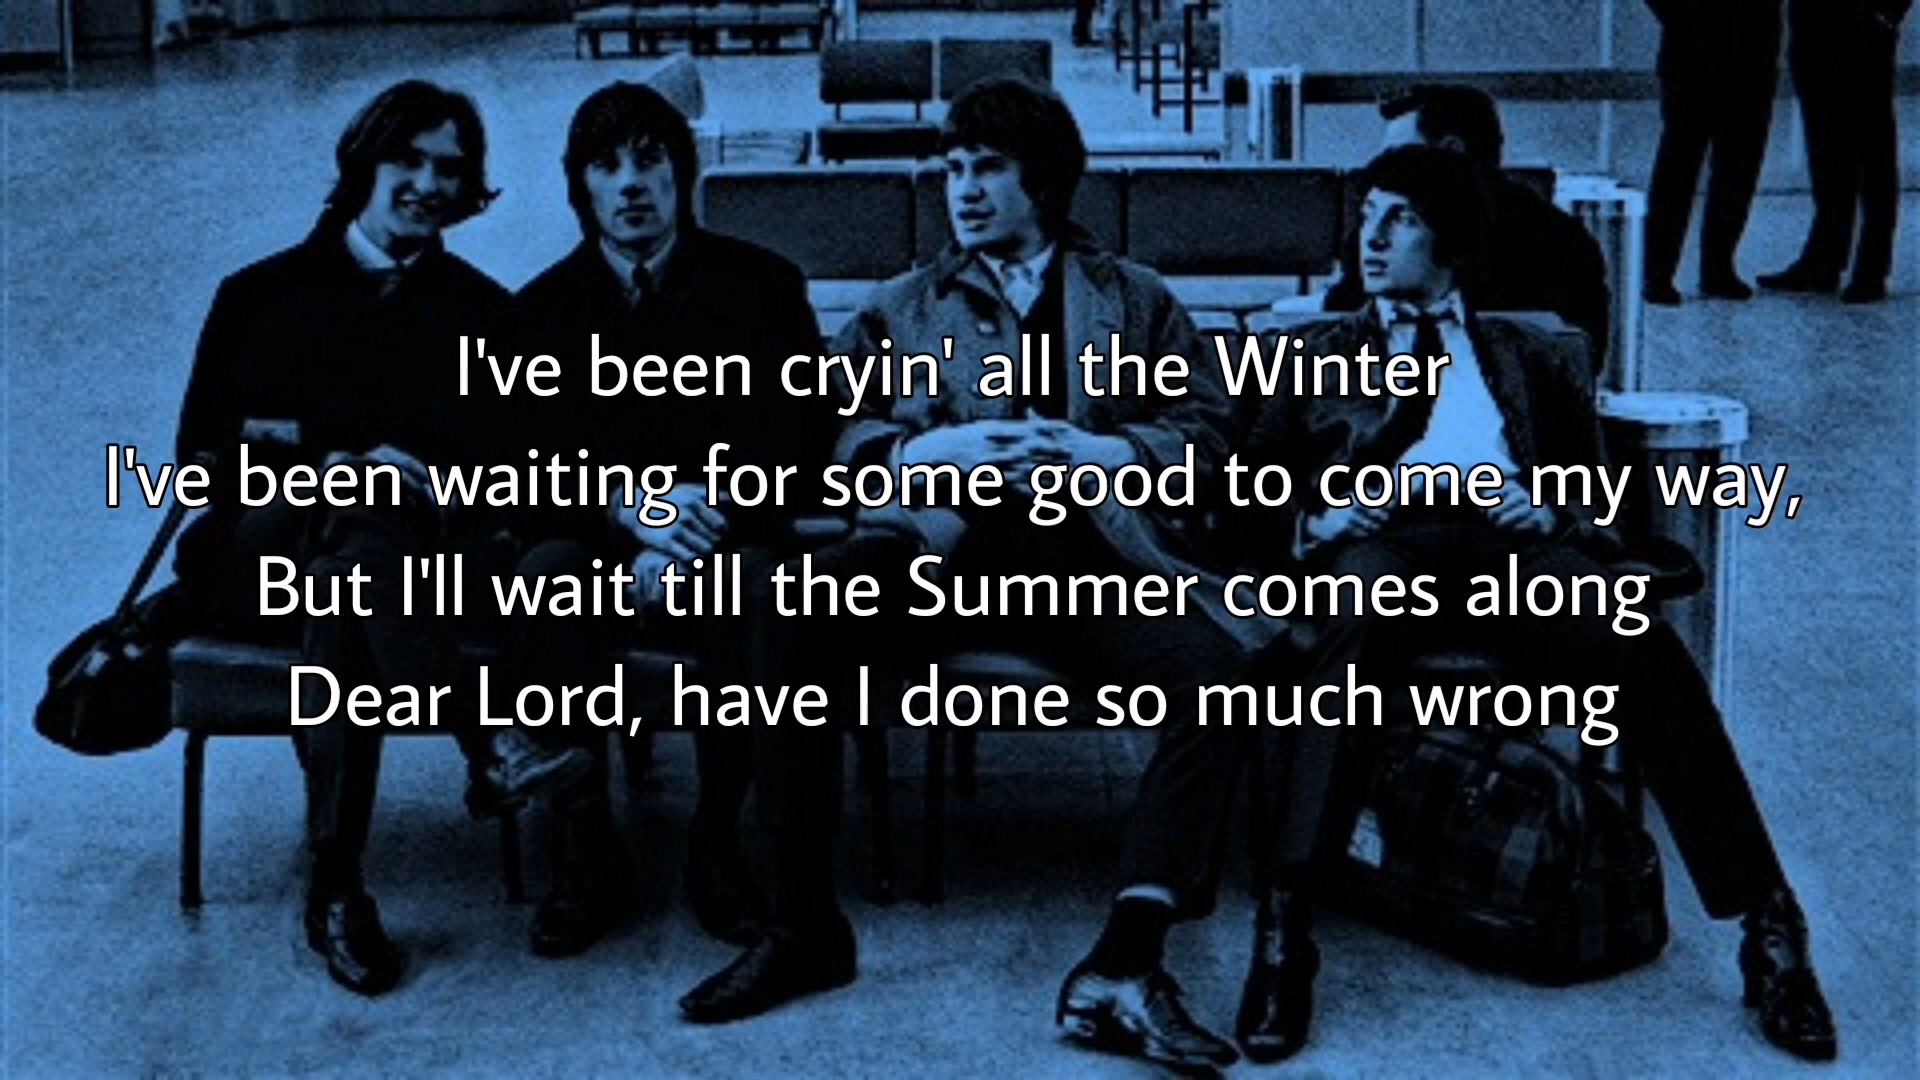 I've been cryin' all the Winter
I've been waiting for some good to come my way,
But I'll wait till the Summer comes along
Dear Lord, have I done so much wrong